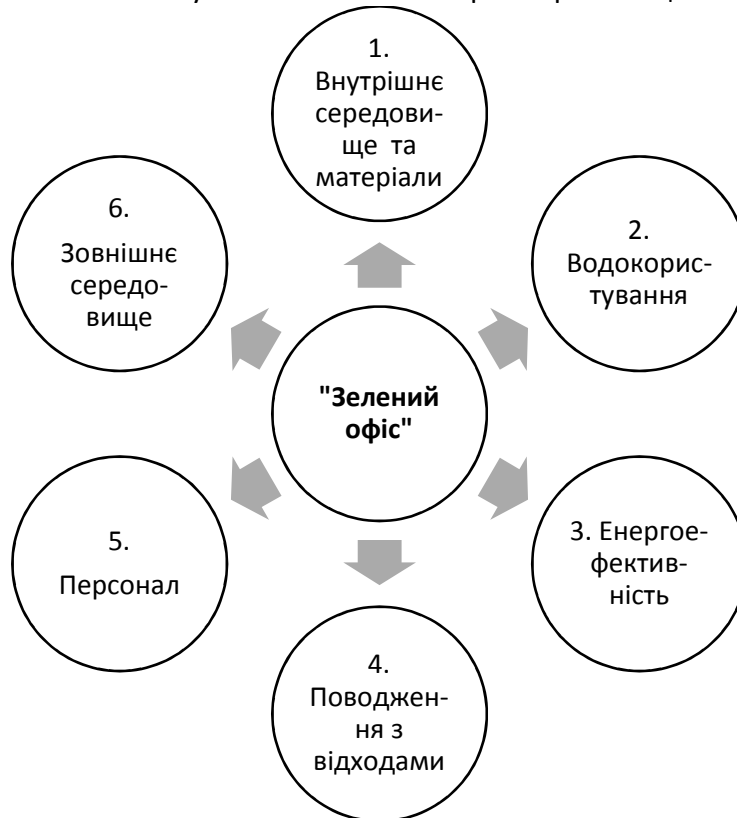 1.
Внутрішнє
середови-
ще та
матеріали
2.
Водокорис-
тування
3. Енергое-
фектив-
ність
4.
Поводжен-
ня з
відходами
5.
Персонал
6.
Зовнішнє
середо-
вище
"Зелений
офіс"